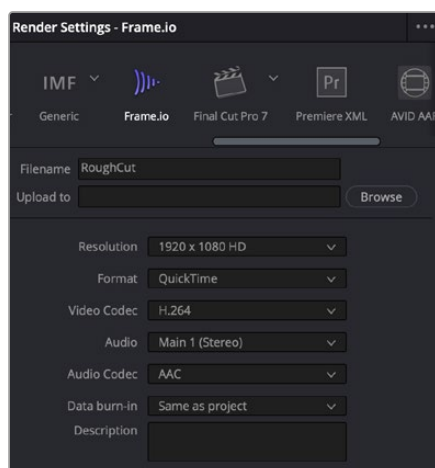 Render Settings - Frame.io
IMF
Pr
Generic
Frame.io
Final Cut Pro 7
Premiere XML
AVID AAF
Filename RoughCut
Upload to
Browse
Resolution 1920 x 1080 HD
Format QuickTime
Video Codec H.264
Audio Main 1 (Stereo)
Audio Codec AAC
Data burn-in Same as project
Description